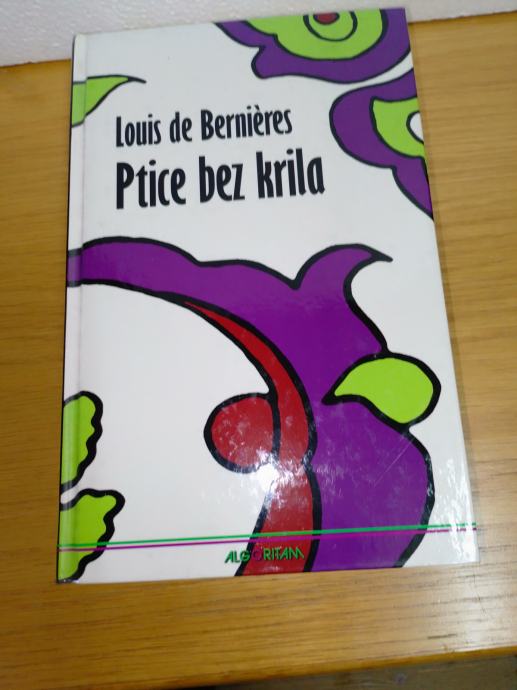 Louis de Bernières
Ptice bez krila
ALGORITAM